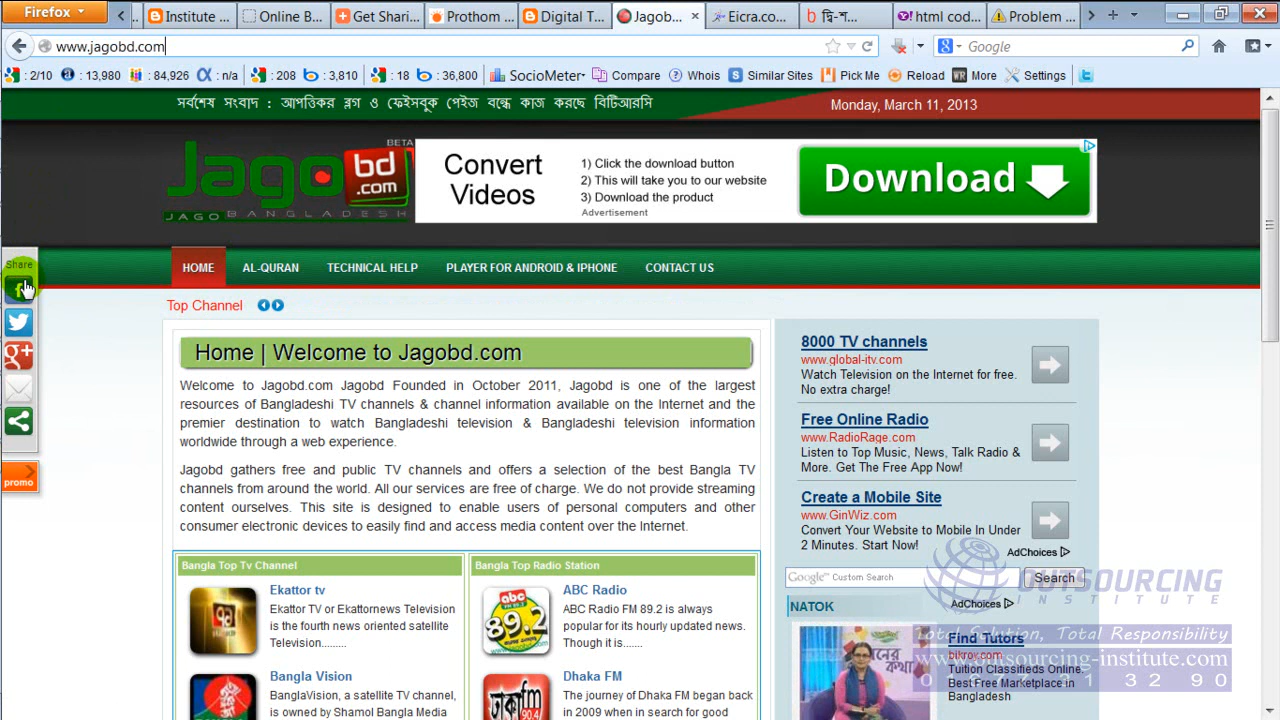 Firefox
Institute ...
Online B...
Get Shari...
Prothom ...
Digital T...
Jagob...
Eicra.co...
দ্বি-শ...
html cod...
Problem ...
www.jagobd.com
Google
: 2/10
: 13,980
: 84,926
: n/a
: 208
: 3,810
: 18
: 36,800
SocioMeter
Compare
Whois
Similar Sites
Pick Me
Reload
More
Settings
সর্বশেষ সংবাদ : আপত্তিকর ব্লগ ও ফেইসবুক পেইজ বন্ধে কাজ করছে বিটিআরসি
Monday, March 11, 2013
BETA
Jago bd .com
JAGO BANGLADESH
Convert Videos
1) Click the download button
2) This will take you to our website
3) Download the product
Advertisement
Download
Share
promo
HOME
AL-QURAN
TECHNICAL HELP
PLAYER FOR ANDROID & IPHONE
CONTACT US
Top Channel
Home | Welcome to Jagobd.com
Welcome to Jagobd.com Jagobd Founded in October 2011, Jagobd is one of the largest
resources of Bangladeshi TV channels & channel information available on the Internet and the
premier destination to watch Bangladeshi television & Bangladeshi television information
worldwide through a web experience.
Jagobd gathers free and public TV channels and offers a selection of the best Bangla TV
channels from around the world. All our services are free of charge. We do not provide streaming
content ourselves. This site is designed to enable users of personal computers and other
consumer electronic devices to easily find and access media content over the Internet.
Bangla Top Tv Channel
Ekattor tv
Ekattor TV or Ekattornews Television
is the fourth news oriented satellite
Television.........
Bangla Vision
BanglaVision, a satellite TV channel,
is owned by Shamol Bangla Media
Bangla Top Radio Station
abc
RADIO
89.2
ABC Radio
ABC Radio FM 89.2 is always
popular for its hourly updated news.
Though it is......
ঢাকা
90.4
Dhaka FM
The journey of Dhaka FM began back
in 2009 when in search for good
8000 TV channels
www.global-itv.com
Watch Television on the Internet for free.
No extra charge!
Free Online Radio
www.RadioRage.com
Listen to Top Music, News, Talk Radio &
More. Get The Free App Now!
Create a Mobile Site
www.GinWiz.com
Convert Your Website to Mobile In Under
2 Minutes. Start Now!
AdChoices
Google Custom Search
Search
NATOK
AdChoices
Find Tutors
bikroy.com
Tuition Classifieds Online.
Best Free Marketplace in
Bangladesh
OUTSOURCING
INSTITUTE
Total Solution, Total Responsibility
www.outsourcing-institute.com